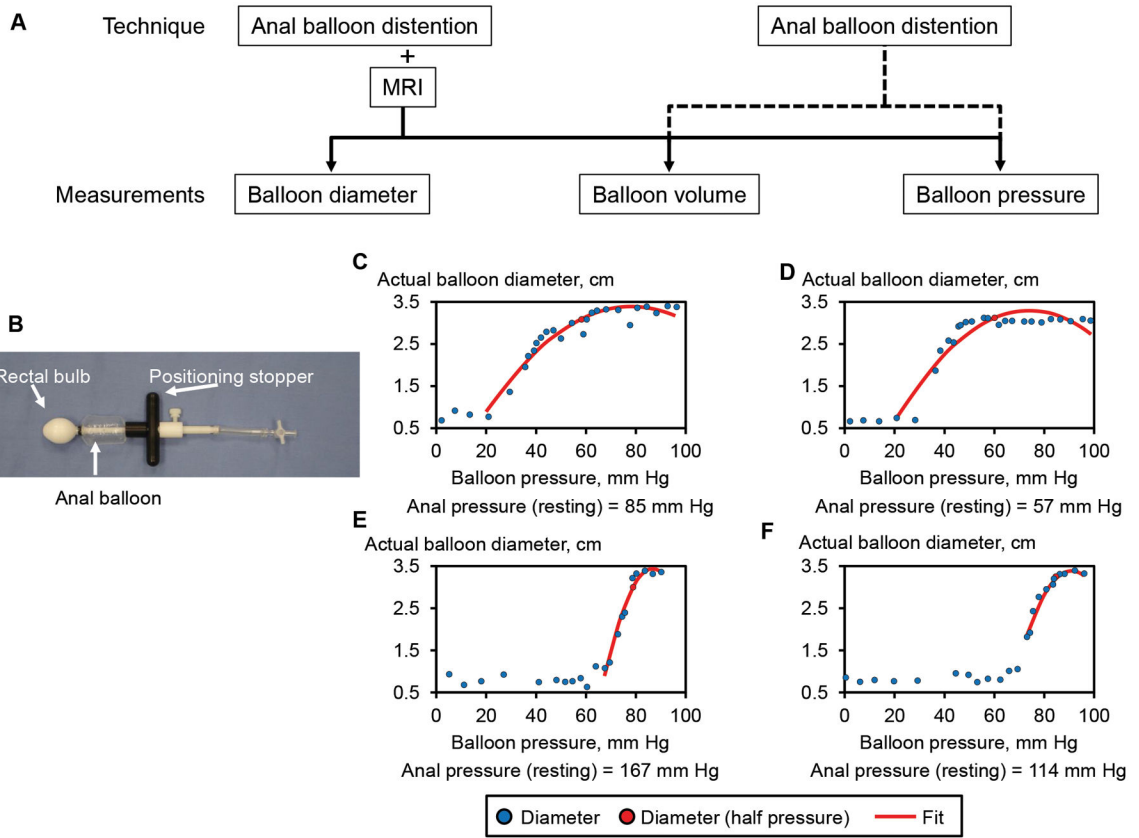 A
Technique
Anal balloon distention
Anal balloon distention
+
MRI
Measurements
Balloon diameter
Balloon volume
Balloon pressure
B
Rectal bulb
Positioning stopper
Anal balloon
C
Actual balloon diameter, cm
3.5
2.5
1.5
0.5
0 20 40 60 80 100
Balloon pressure, mm Hg
Anal pressure (resting) = 85 mm Hg
D
Actual balloon diameter, cm
3.5
2.5
1.5
0.5
0 20 40 60 80 100
Balloon pressure, mm Hg
Anal pressure (resting) = 57 mm Hg
E
Actual balloon diameter, cm
3.5
2.5
1.5
0.5
0 20 40 60 80 100
Balloon pressure, mm Hg
Anal pressure (resting) = 167 mm Hg
F
Actual balloon diameter, cm
3.5
2.5
1.5
0.5
0 20 40 60 80 100
Balloon pressure, mm Hg
Anal pressure (resting) = 114 mm Hg
Diameter
Diameter (half pressure)
Fit